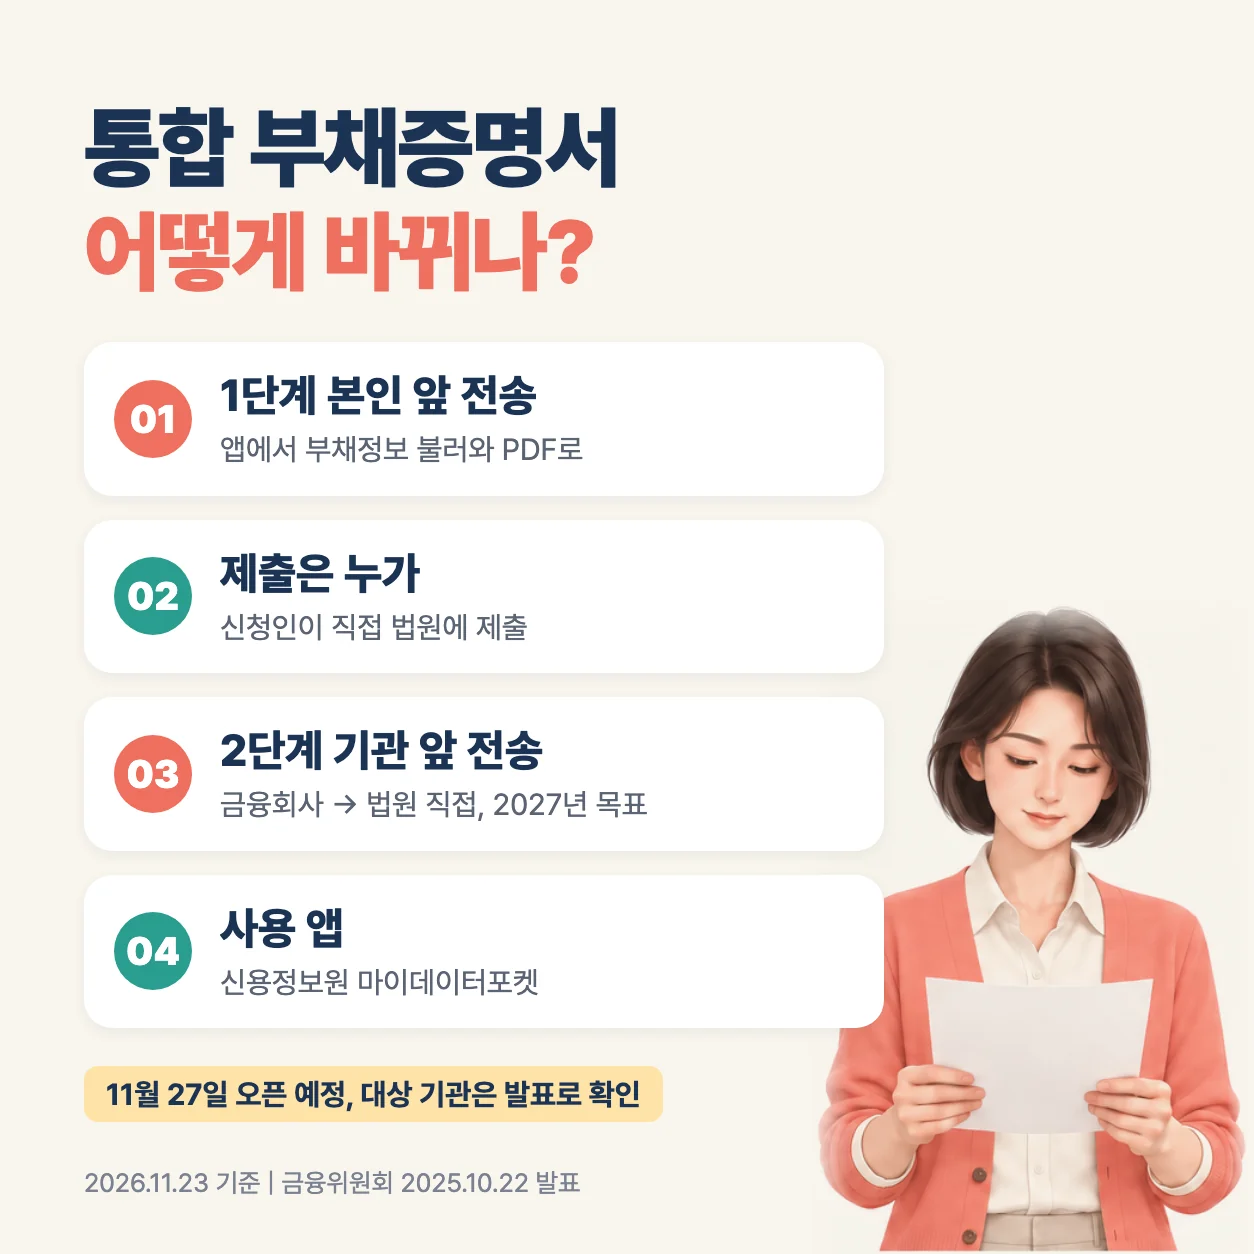 통합 부채증명서
어떻게 바뀌나?
01
1단계 본인 앞 전송
앱에서 부채정보 불러와 PDF로
02
제출은 누가
신청인이 직접 법원에 제출
03
2단계 기관 앞 전송
금융회사 → 법원 직접, 2027년 목표
04
사용 앱
신용정보원 마이데이터포켓
11월 27일 오픈 예정, 대상 기관은 발표로 확인
2026.11.23 기준 | 금융위원회 2025.10.22 발표